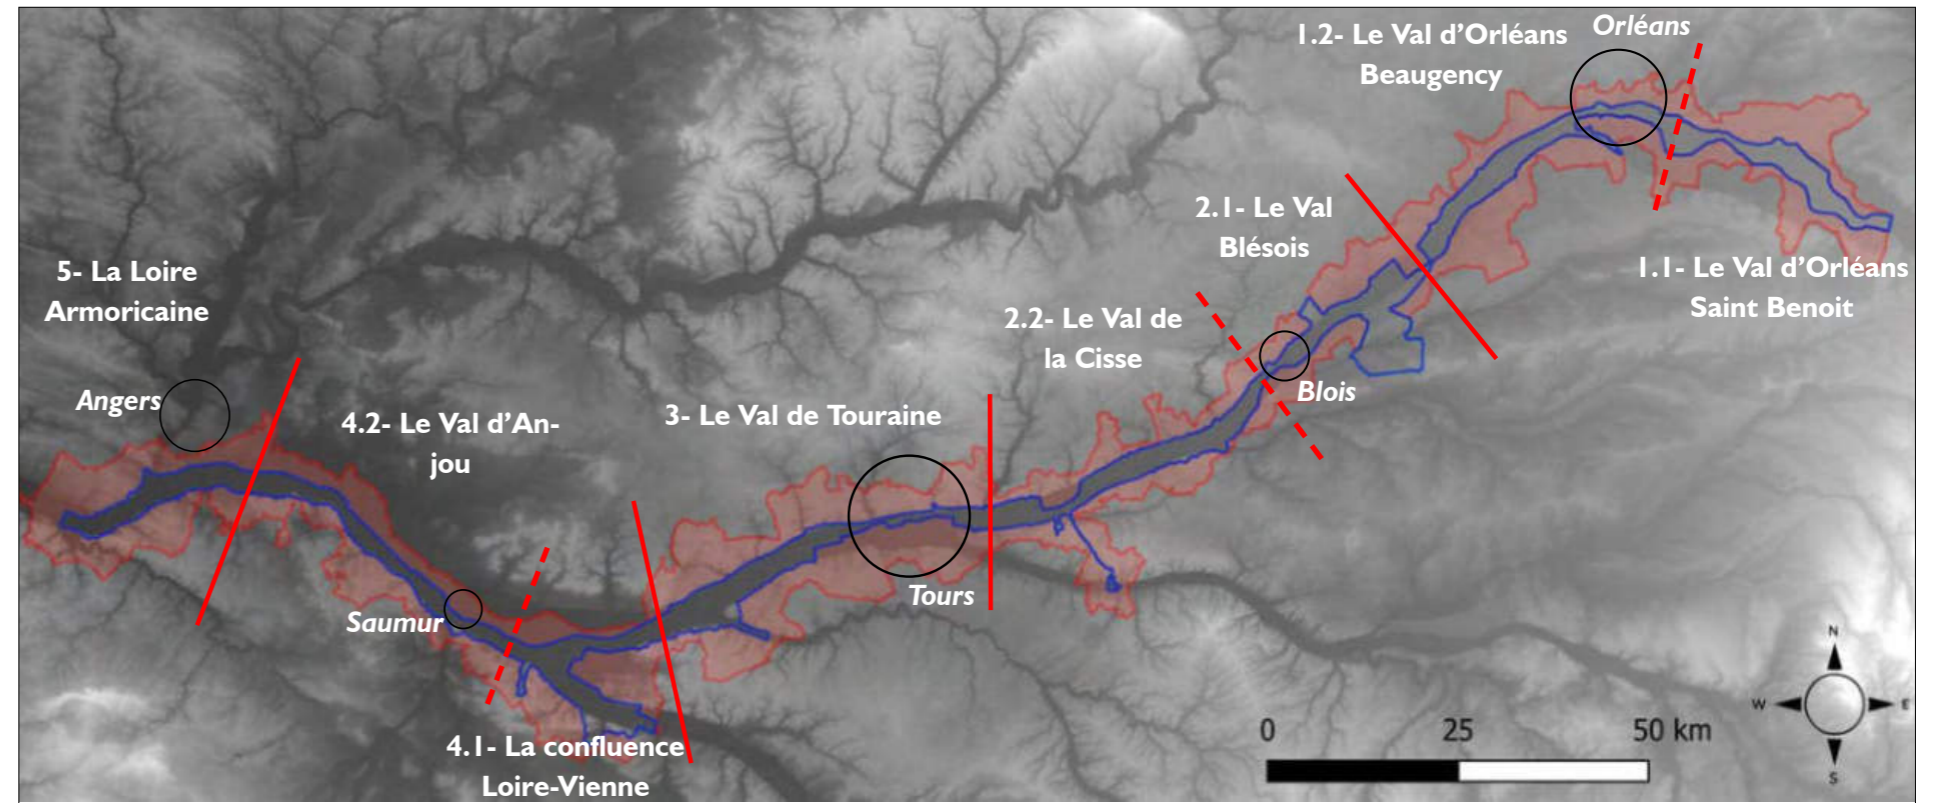 1.2- Le Val d'Orléans
Beaugency
Orléans
2.1- Le Val
Blésois
1.1- Le Val d'Orléans
Saint Benoit
5- La Loire
Armoricaine
2.2- Le Val de
la Cisse
Blois
Angers
4.2- Le Val d'An-
jou
3- Le Val de Touraine
Tours
Saumur
4.1- La confluence
Loire-Vienne
0 25 50 km
N
W E
S